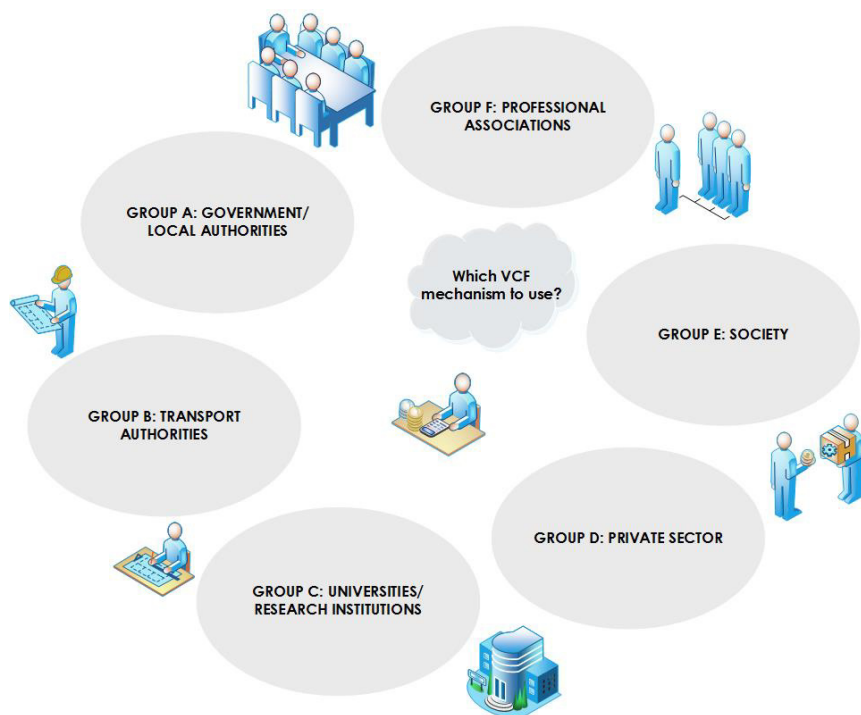 GROUP F: PROFESSIONAL
ASSOCIATIONS
GROUP A: GOVERNMENT/
LOCAL AUTHORITIES
Which VCF
mechanism to use?
GROUP E: SOCIETY
GROUP B: TRANSPORT
AUTHORITIES
GROUP D: PRIVATE SECTOR
GROUP C: UNIVERSITIES/
RESEARCH INSTITUTIONS